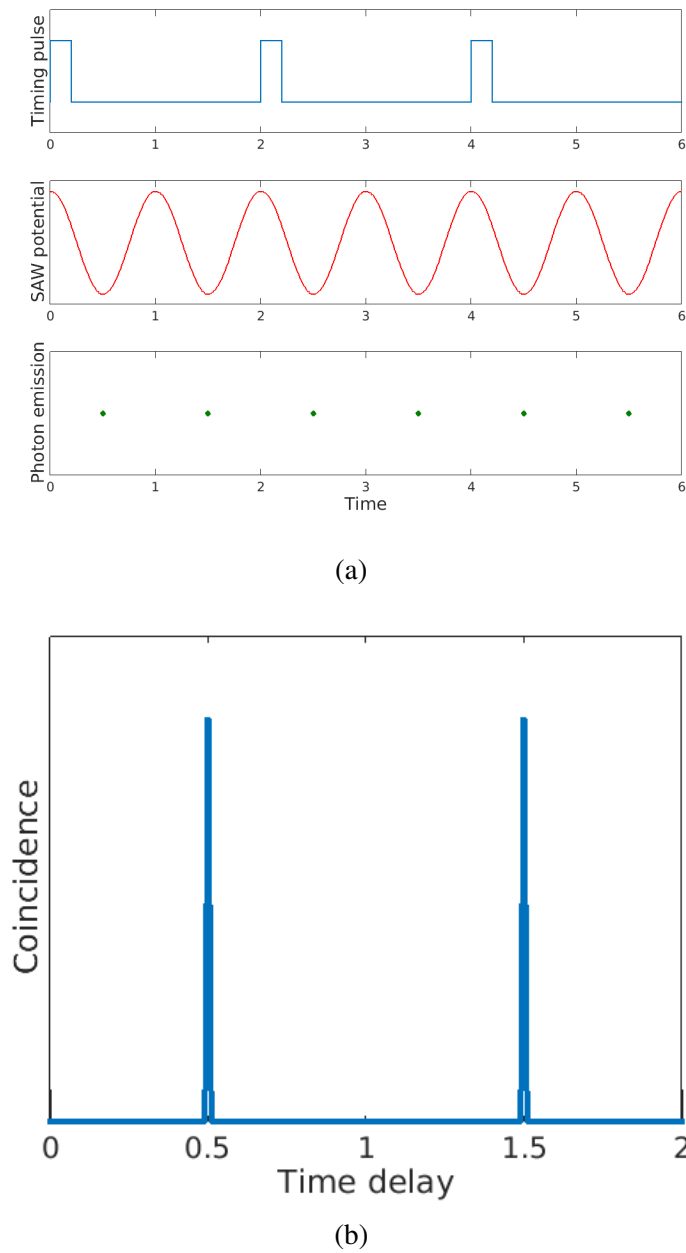 Timing pulse
0 1 2 3 4 5 6
SAW potential
0 1 2 3 4 5 6
Photon emission
0 1 2 3 4 5 6
Time
(a)
Coincidence
0 0.5 1 1.5 2
Time delay
(b)